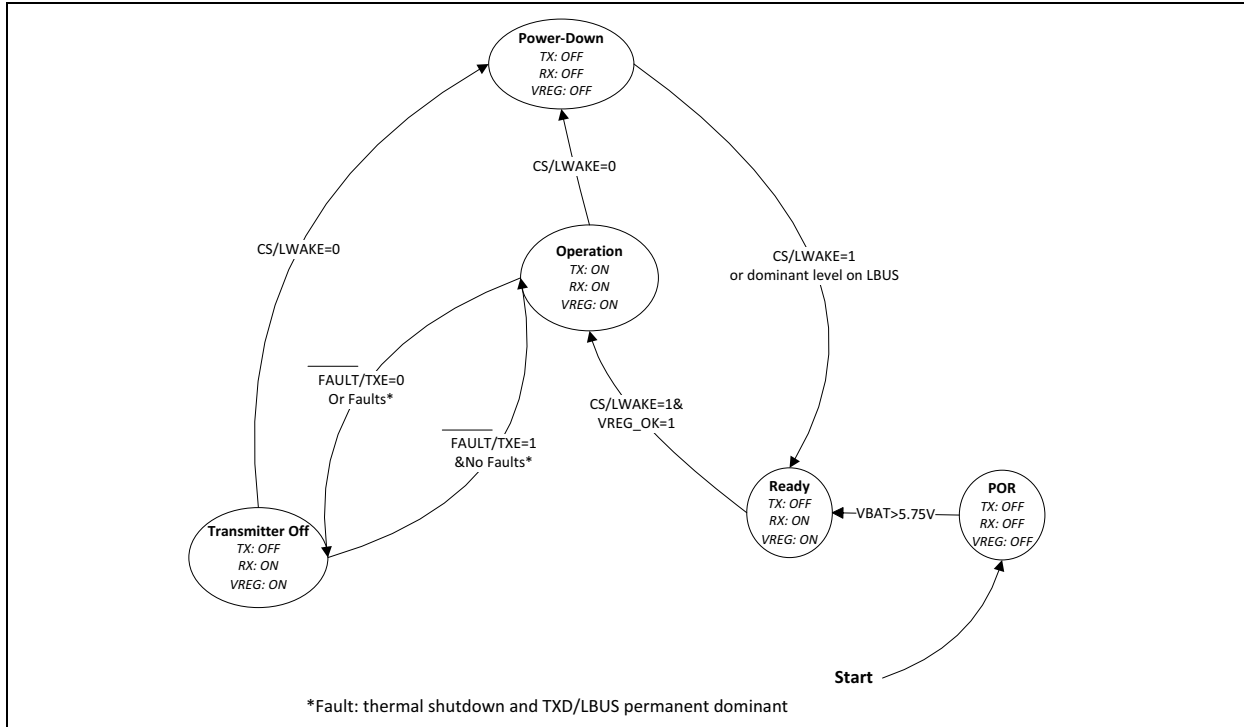 Power-Down
TX: OFF
RX: OFF
VREG: OFF
CS/LWAKE=0
CS/LWAKE=0
Operation
TX: ON
RX: ON
VREG: ON
CS/LWAKE=1
or dominant level on LBUS
FAULT/TXE=0
Or Faults*
FAULT/TXE=1
&No Faults*
CS/LWAKE=1&
VREG_OK=1
Transmitter Off
TX: OFF
RX: ON
VREG: ON
Ready
TX: OFF
RX: ON
VREG: ON
VBAT>5.75V
POR
TX: OFF
RX: OFF
VREG: OFF
Start
*Fault: thermal shutdown and TXD/LBUS permanent dominant